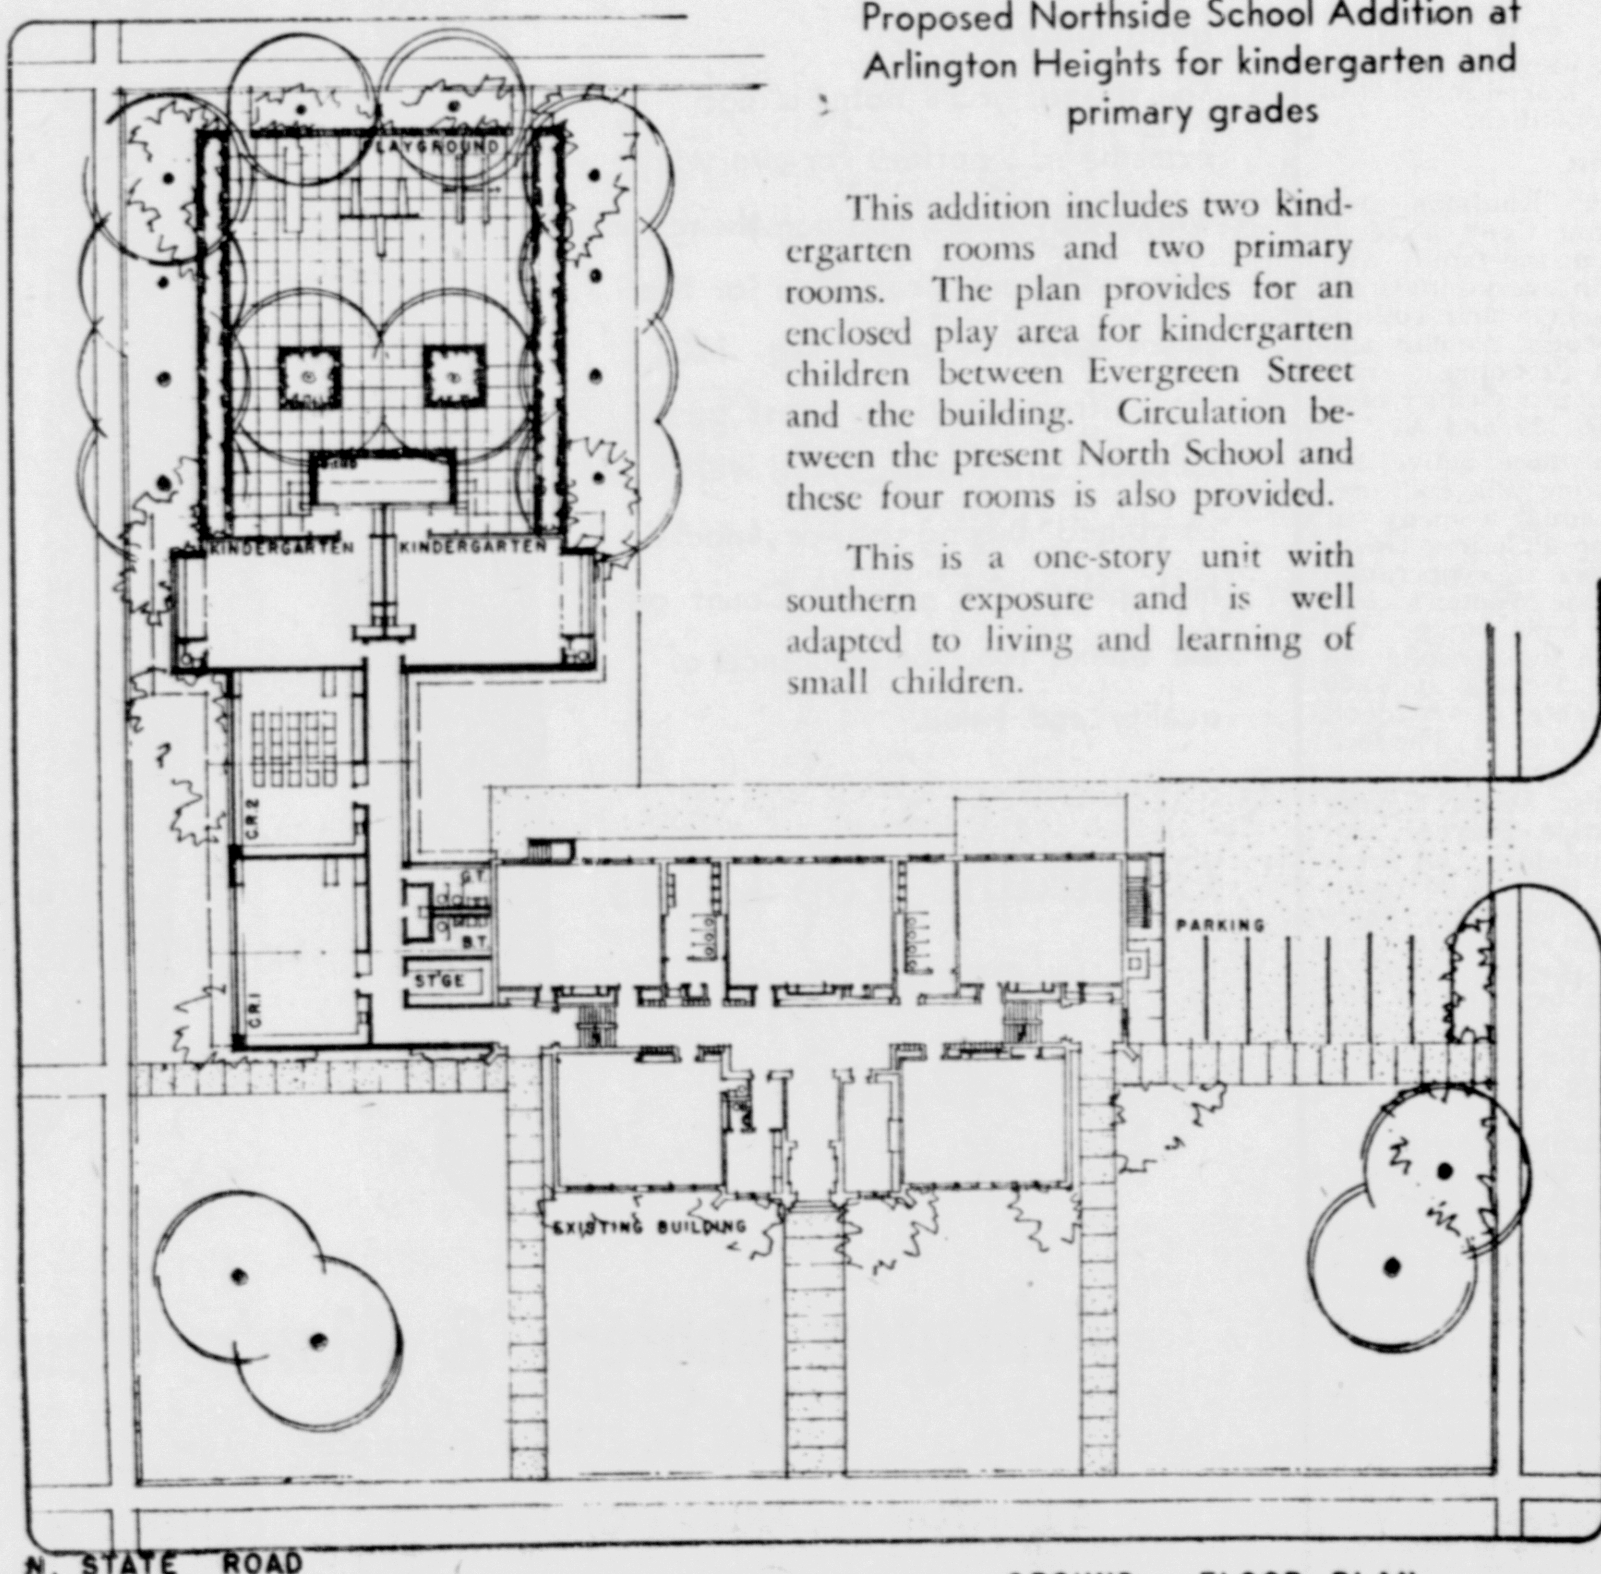 Proposed Northside School Addition at
Arlington Heights for kindergarten and
primary grades
This addition includes two kind-
ergarten rooms and two primary
rooms. The plan provides for an
enclosed play area for kindergarten
children between Evergreen Street
and the building. Circulation be-
tween the present North School and
these four rooms is also provided.
This is a one-story unit with
southern exposure and is well
adapted to living and learning of
small children.
PLAYGROUND
KINDERGARTEN KINDERGARTEN
C.R.2
G.T.
B.T.
ST'GE
C.R.1
PARKING
EXISTING BUILDING
N. STATE ROAD
GROUND FLOOR PLAN